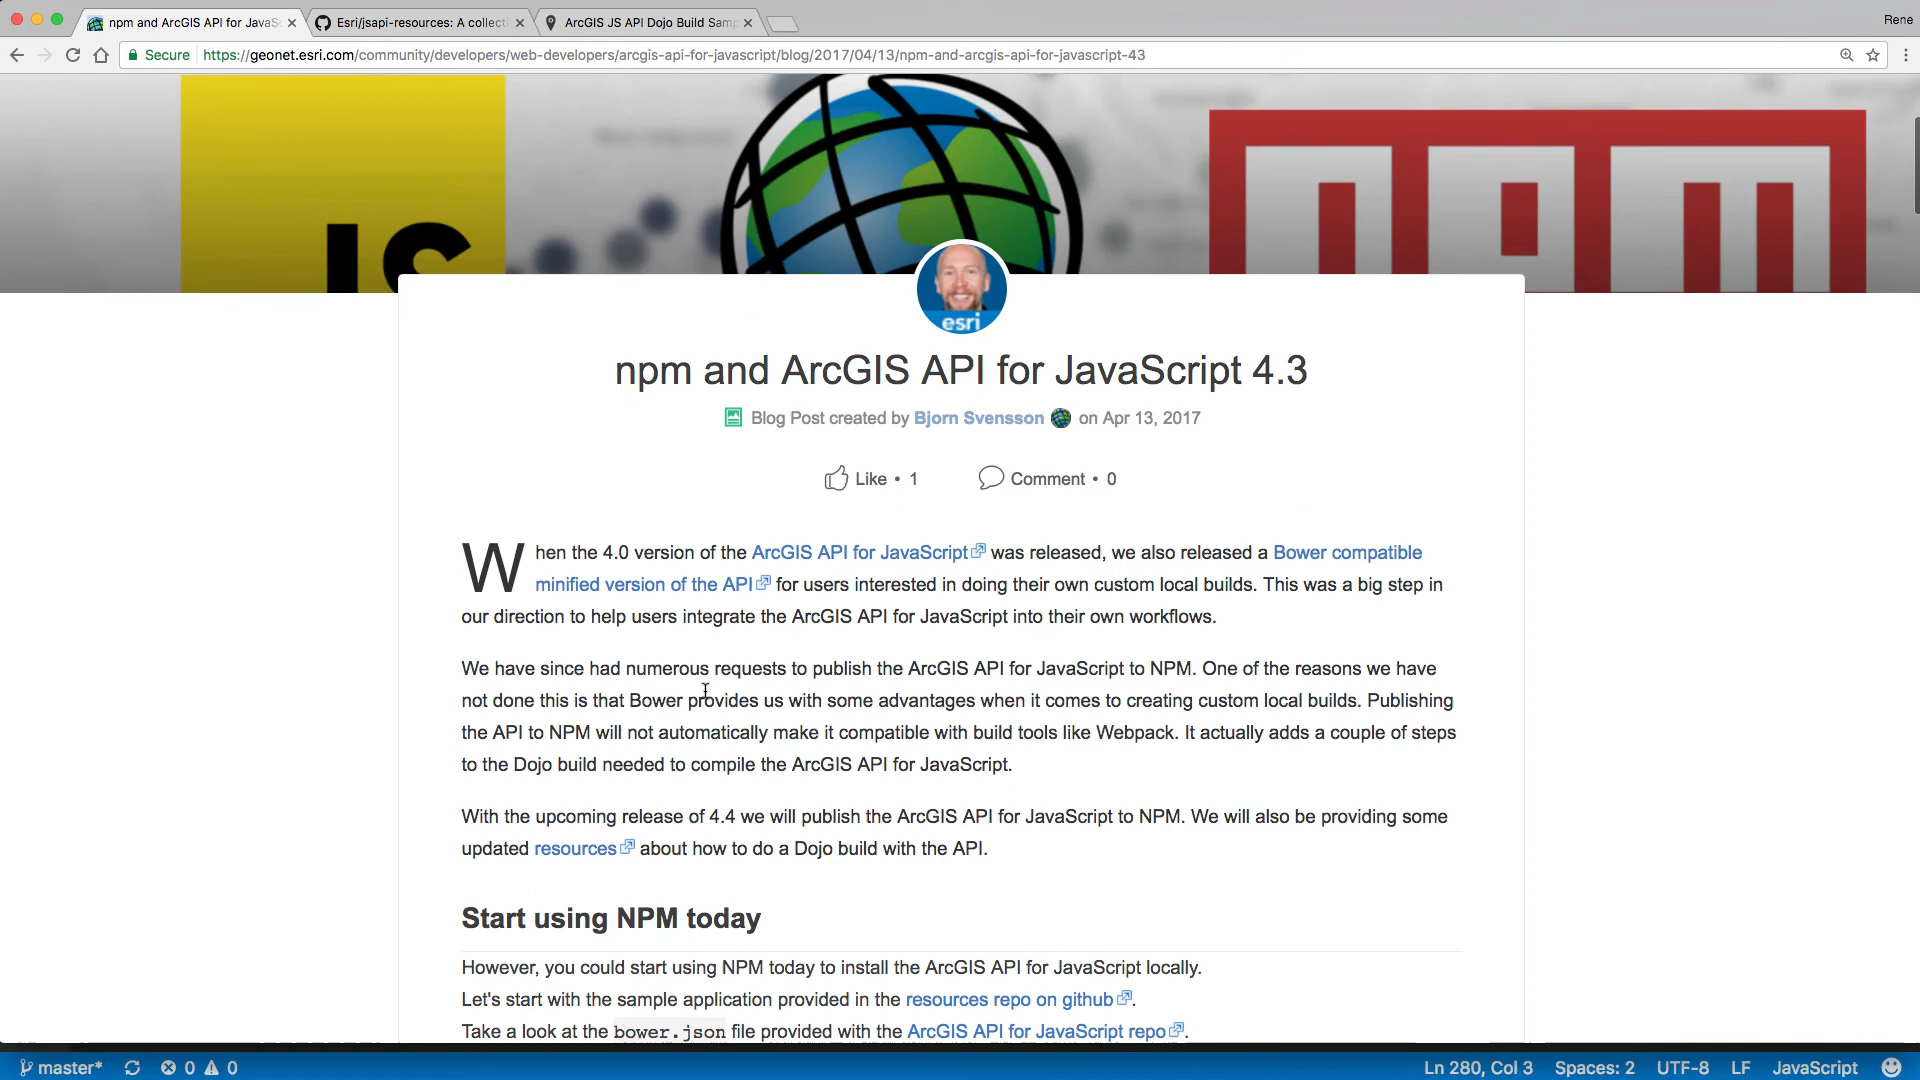 npm and ArcGIS API for JavaS
Esri/jsapi-resources: A collecti
ArcGIS JS API Dojo Build Sam
Rene
Secure
https://geonet.esri.com/community/developers/web-developers/arcgis-api-for-javascript/blog/2017/04/13/npm-and-arcgis-api-for-javascript-43
JS
npm
esri
npm and ArcGIS API for JavaScript 4.3
Blog Post created by Bjorn Svensson on Apr 13, 2017
Like • 1
Comment • 0
When the 4.0 version of the ArcGIS API for JavaScript was released, we also released a Bower compatible
minified version of the API for users interested in doing their own custom local builds. This was a big step in
our direction to help users integrate the ArcGIS API for JavaScript into their own workflows.
We have since had numerous requests to publish the ArcGIS API for JavaScript to NPM. One of the reasons we have
not done this is that Bower provides us with some advantages when it comes to creating custom local builds. Publishing
the API to NPM will not automatically make it compatible with build tools like Webpack. It actually adds a couple of steps
to the Dojo build needed to compile the ArcGIS API for JavaScript.
With the upcoming release of 4.4 we will publish the ArcGIS API for JavaScript to NPM. We will also be providing some
updated resources about how to do a Dojo build with the API.
Start using NPM today
However, you could start using NPM today to install the ArcGIS API for JavaScript locally.
Let's start with the sample application provided in the resources repo on github.
Take a look at the bower.json file provided with the ArcGIS API for JavaScript repo.
master*
0
0
Ln 280, Col 3
Spaces: 2
UTF-8
LF
JavaScript